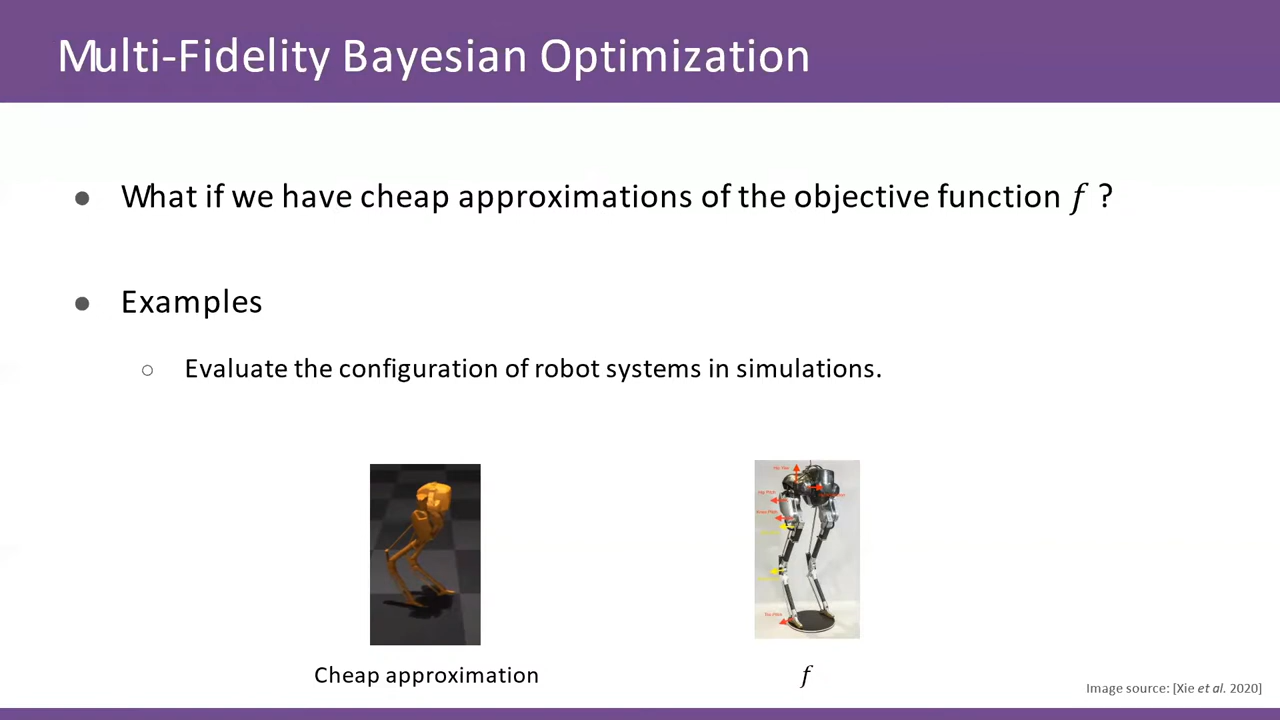 Multi-Fidelity Bayesian Optimization
● What if we have cheap approximations of the objective function f ?
● Examples
○ Evaluate the configuration of robot systems in simulations.
Cheap approximation
f
Image source: [Xie et al. 2020]